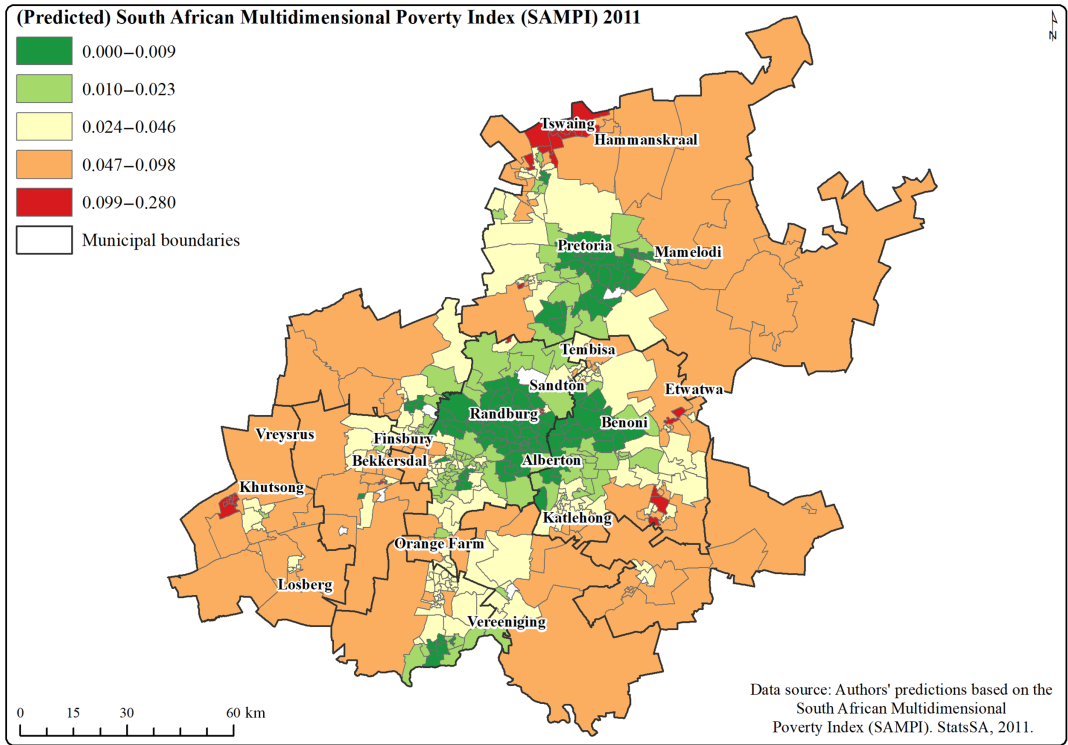 (Predicted) South African Multidimensional Poverty Index (SAMPI) 2011
0.000–0.009
0.010–0.023
0.024–0.046
0.047–0.098
0.099–0.280
Municipal boundaries
N
Tswaing
Hammanskraal
Pretoria
Mamelodi
Tembisa
Sandton
Etwatwa
Randburg
Benoni
Vreysrus
Finsbury
Bekkersdal
Alberton
Khutsong
Katlehong
Orange Farm
Losberg
Vereeniging
0 15 30 60 km
Data source: Authors' predictions based on the
South African Multidimensional
Poverty Index (SAMPI). StatsSA, 2011.